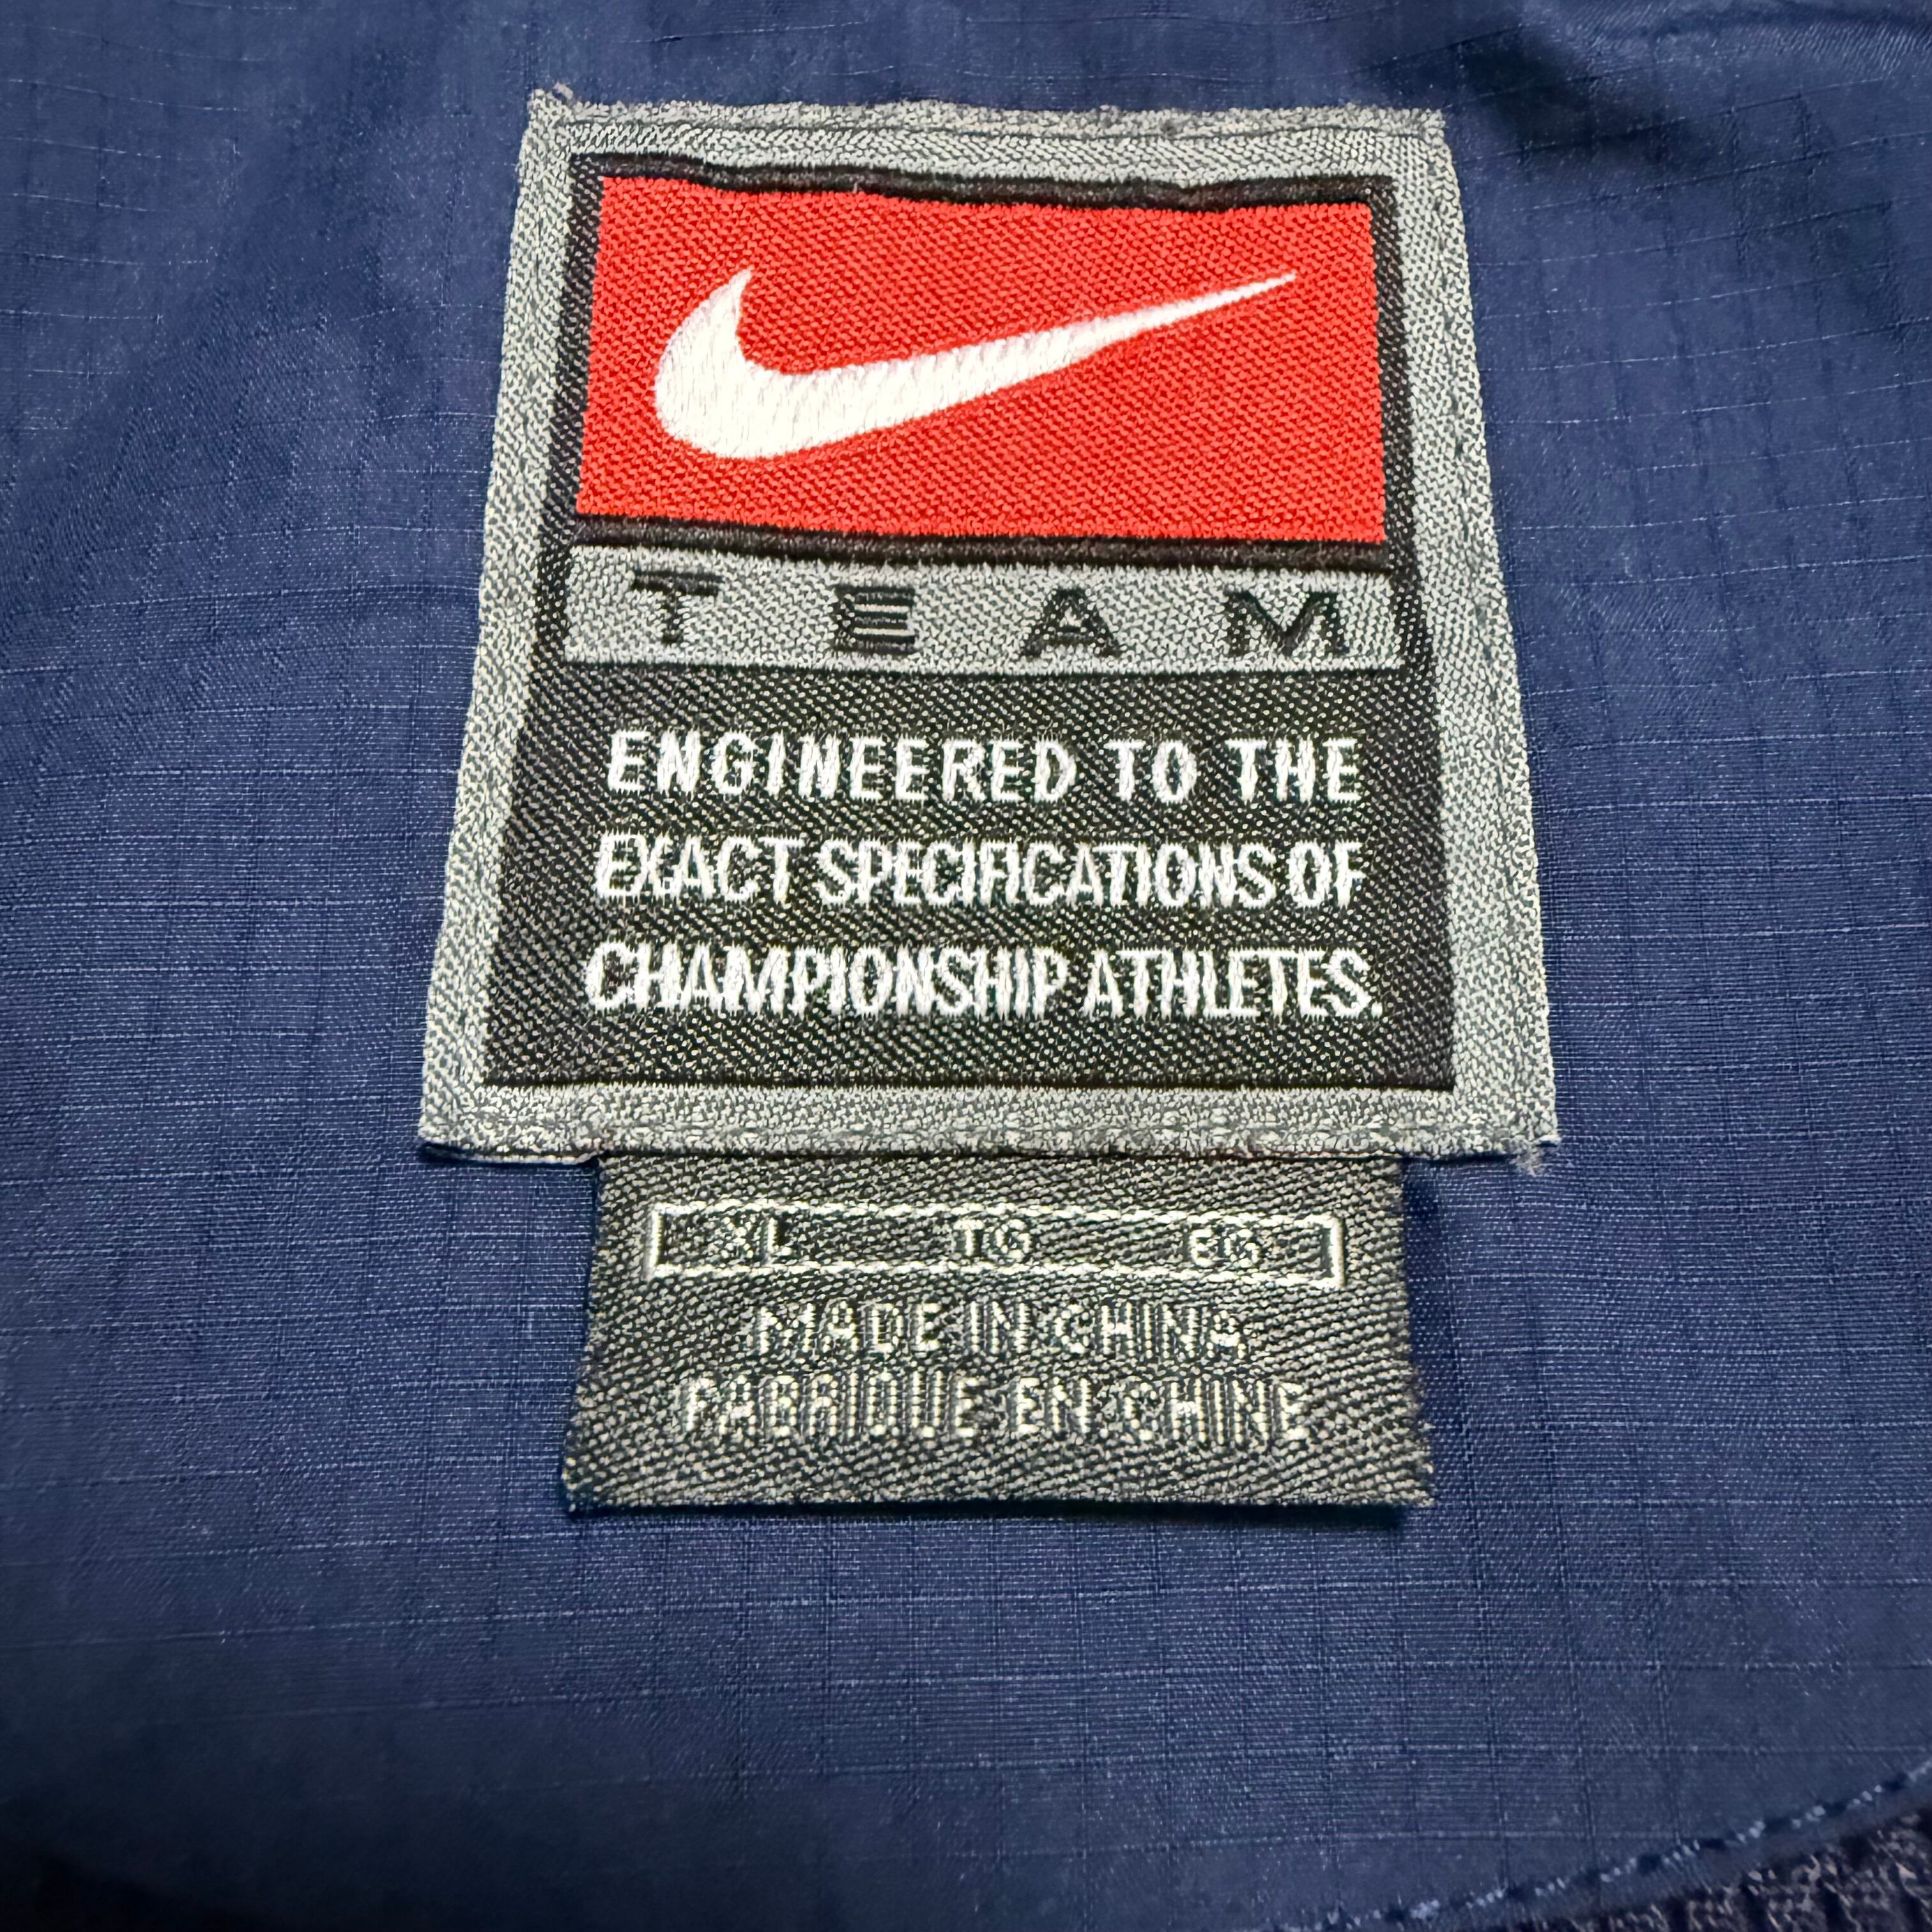 TEAM
ENGINEERED TO THE
EXACT SPECIFICATIONS OF
CHAMPIONSHIP ATHLETES.
XL TG EG
MADE IN CHINA
FABRIQUE EN CHINE